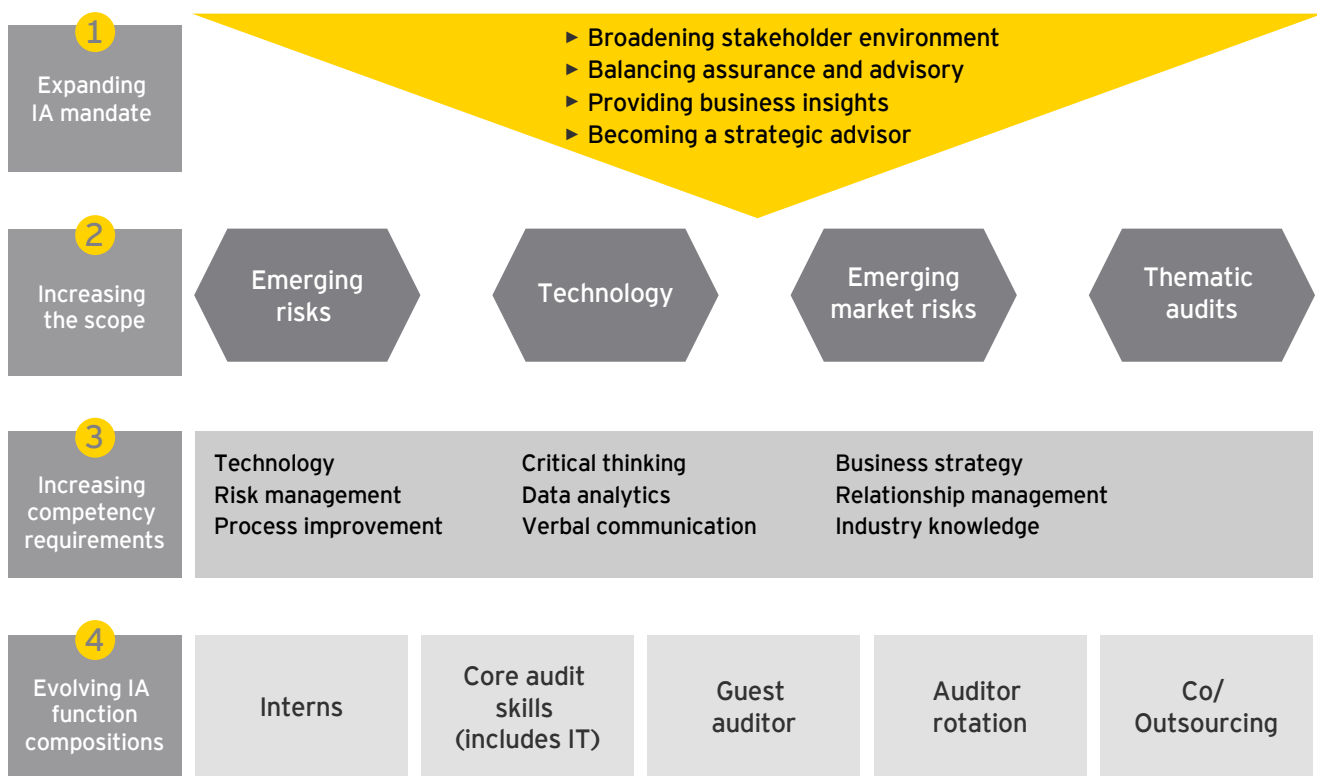 1
Expanding
IA mandate
► Broadening stakeholder environment
► Balancing assurance and advisory
► Providing business insights
► Becoming a strategic advisor
2
Increasing
the scope
Emerging
risks
Technology
Emerging
market risks
Thematic
audits
3
Increasing
competency
requirements
Technology
Risk management
Process improvement
Critical thinking
Data analytics
Verbal communication
Business strategy
Relationship management
Industry knowledge
4
Evolving IA
function
compositions
Interns
Core audit
skills
(includes IT)
Guest
auditor
Auditor
rotation
Co/
Outsourcing